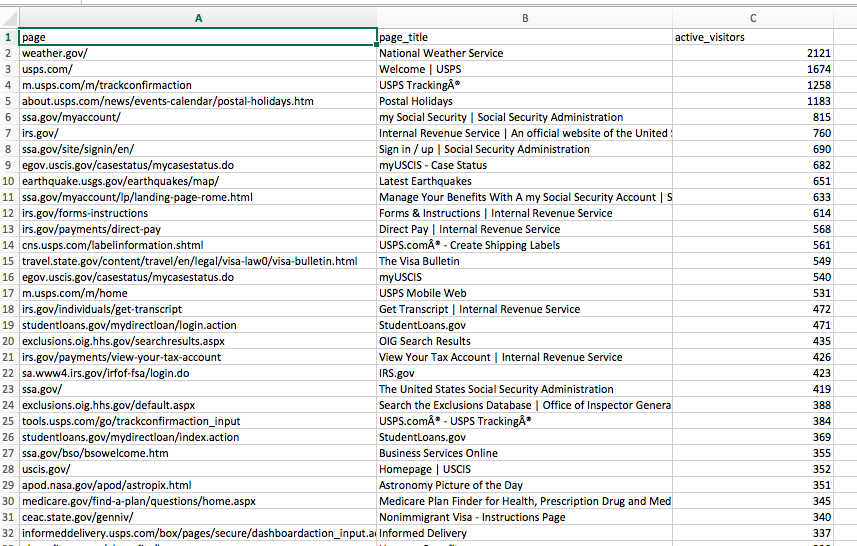 A B C
1 page page_title active_visitors
2 weather.gov/ National Weather Service 2121
3 usps.com/ Welcome | USPS 1674
4 m.usps.com/m/trackconfirmaction USPS TrackingÂ® 1258
5 about.usps.com/news/events-calendar/postal-holidays.htm Postal Holidays 1183
6 ssa.gov/myaccount/ my Social Security | Social Security Administration 815
7 irs.gov/ Internal Revenue Service | An official website of the United 760
8 ssa.gov/site/signin/en/ Sign in / up | Social Security Administration 690
9 egov.uscis.gov/casestatus/mycasestatus.do myUSCIS - Case Status 682
10 earthquake.usgs.gov/earthquakes/map/ Latest Earthquakes 651
11 ssa.gov/myaccount/lp/landing-page-rome.html Manage Your Benefits With A my Social Security Account | S 633
12 irs.gov/forms-instructions Forms & Instructions | Internal Revenue Service 614
13 irs.gov/payments/direct-pay Direct Pay | Internal Revenue Service 568
14 cns.usps.com/labelinformation.shtml USPS.comÂ® - Create Shipping Labels 561
15 travel.state.gov/content/travel/en/legal/visa-law0/visa-bulletin.html The Visa Bulletin 549
16 egov.uscis.gov/casestatus/mycasestatus.do myUSCIS 540
17 m.usps.com/m/home USPS Mobile Web 531
18 irs.gov/individuals/get-transcript Get Transcript | Internal Revenue Service 472
19 studentloans.gov/mydirectloan/login.action StudentLoans.gov 471
20 exclusions.oig.hhs.gov/searchresults.aspx OIG Search Results 435
21 irs.gov/payments/view-your-tax-account View Your Tax Account | Internal Revenue Service 426
22 sa.www4.irs.gov/irfof-fsa/login.do IRS.gov 423
23 ssa.gov/ The United States Social Security Administration 419
24 exclusions.oig.hhs.gov/default.aspx Search the Exclusions Database | Office of Inspector Genera 388
25 tools.usps.com/go/trackconfirmation_input USPS.comÂ® - USPS TrackingÂ® 384
26 studentloans.gov/mydirectloan/index.action StudentLoans.gov 369
27 ssa.gov/bso/bsowelcome.htm Business Services Online 355
28 uscis.gov/ Homepage | USCIS 352
29 apod.nasa.gov/apod/astropix.html Astronomy Picture of the Day 351
30 medicare.gov/find-a-plan/questions/home.aspx Medicare Plan Finder for Health, Prescription Drug and Med 345
31 ceac.state.gov/genniv/ Nonimmigrant Visa - Instructions Page 340
32 informeddelivery.usps.com/box/pages/secure/dashboardaction_input.a Informed Delivery 337